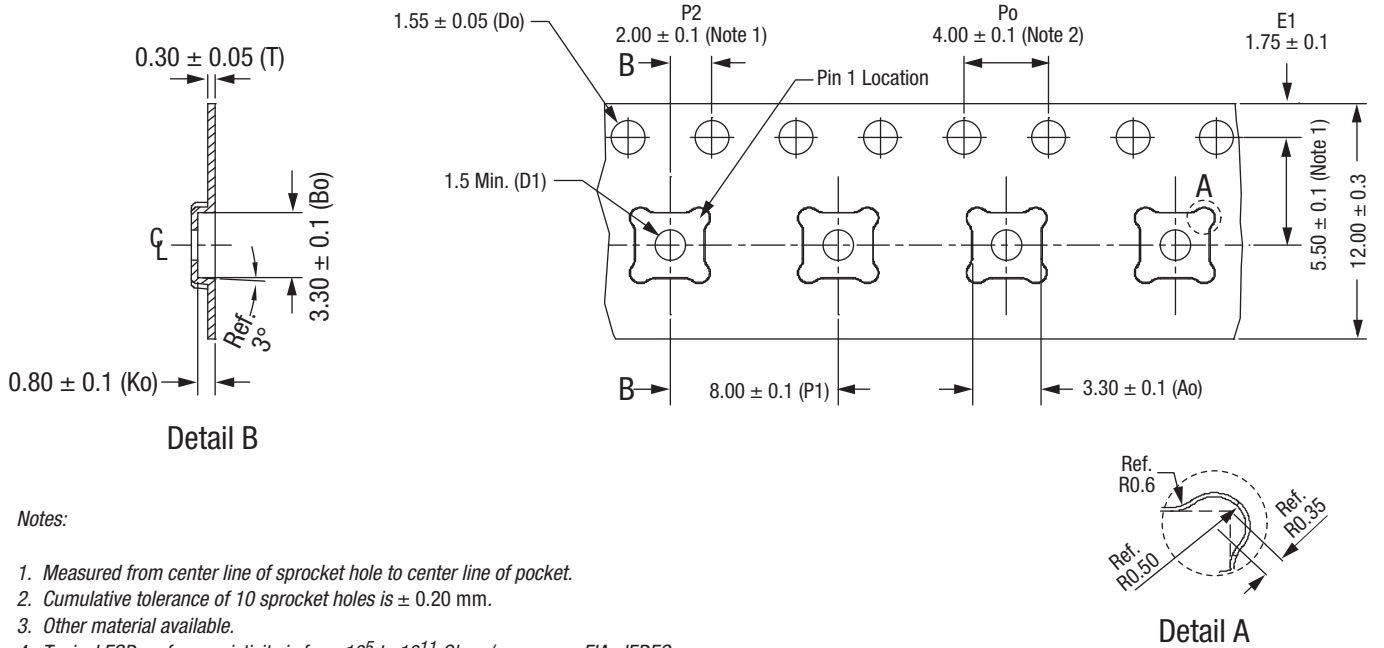 1.55 ± 0.05 (Do)
P2
2.00 ± 0.1 (Note 1)
Po
4.00 ± 0.1 (Note 2)
E1
1.75 ± 0.1
0.30 ± 0.05 (T)
B
Pin 1 Location
1.5 Min. (D1)
A
5.50 ± 0.1 (Note 1)
12.00 ± 0.3
3.30 ± 0.1 (Bo)
CL
Ref.
3°
0.80 ± 0.1 (Ko)
B
8.00 ± 0.1 (P1)
3.30 ± 0.1 (Ao)
Detail B
Ref.
R0.6
Ref.
R0.35
Ref.
R0.50
Detail A
Notes:
1. Measured from center line of sprocket hole to center line of pocket.
2. Cumulative tolerance of 10 sprocket holes is ± 0.20 mm.
3. Other material available.